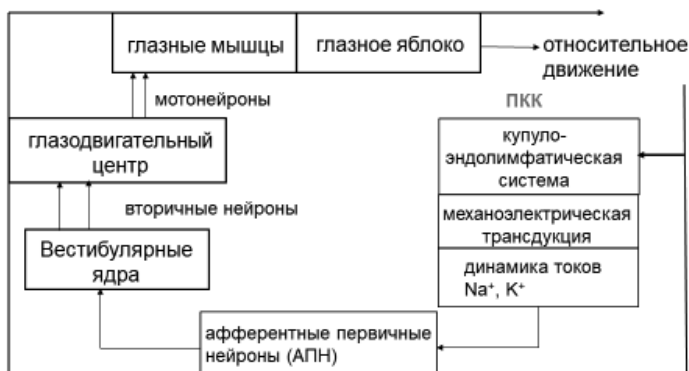 глазные мышцы
глазное яблоко
относительное
движение
мотонейроны
ПКК
глазодвигательный
центр
купуло-
эндолимфатическая
система
вторичные нейроны
механоэлектрическая
трансдукция
Вестибулярные
ядра
динамика токов
Na⁺, K⁺
афферентные первичные
нейроны (АПН)